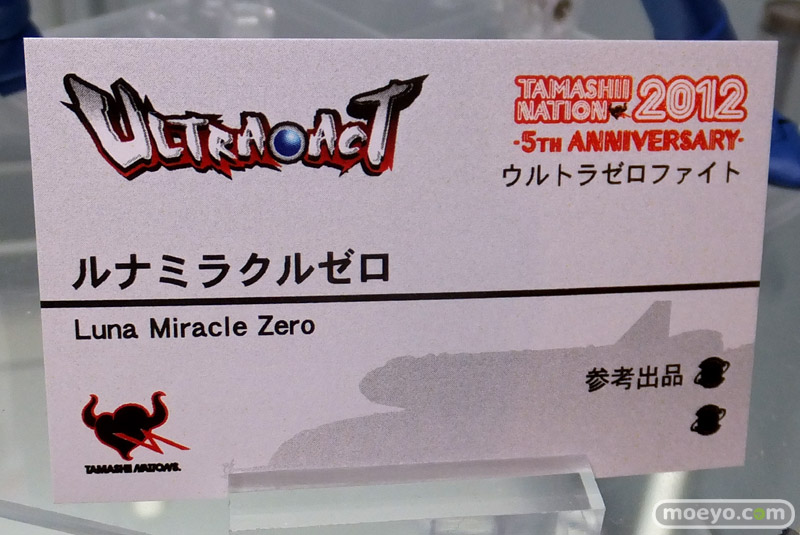 ULTRA-ACT
TAMASHII NATION 2012
-5TH ANNIVERSARY-
ウルトラゼロファイト
ルナミラクルゼロ
Luna Miracle Zero
参考出品
TAMASHII NATIONS.
moeyo.com